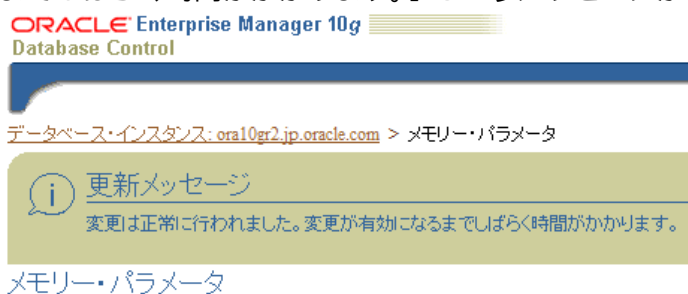 ORACLE Enterprise Manager 10g
Database Control
データベース・インスタンス: ora10gr2.jp.oracle.com > メモリー・パラメータ
更新メッセージ
変更は正常に行われました。変更が有効になるまでしばらく時間がかかります。
メモリー・パラメータ